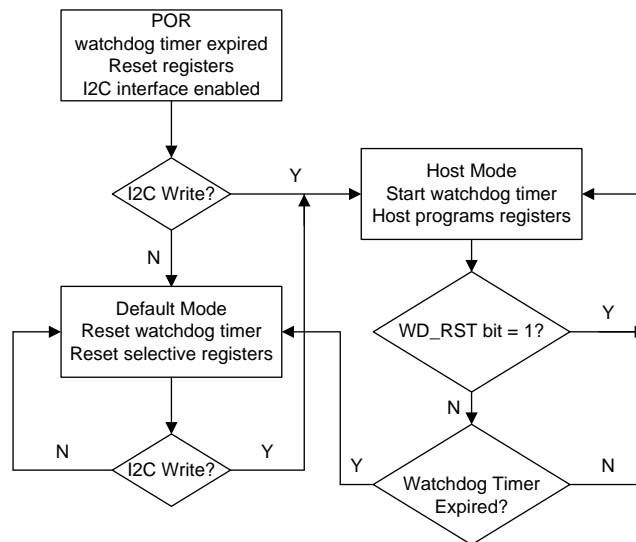 POR
watchdog timer expired
Reset registers
I2C interface enabled
I2C Write?
Y
N
Host Mode
Start watchdog timer
Host programs registers
Default Mode
Reset watchdog timer
Reset selective registers
WD_RST bit = 1?
Y
N
I2C Write?
N
Y
Watchdog Timer
Expired?
Y
N